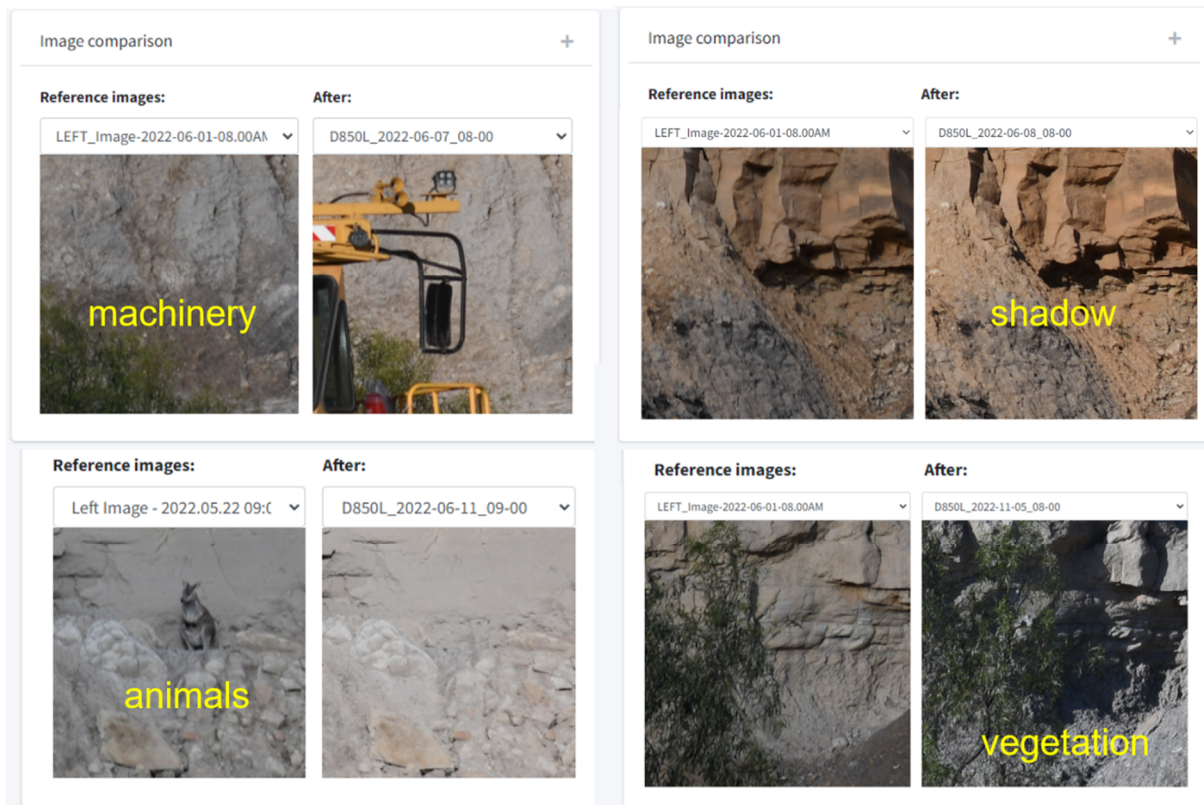 Image comparison
+
Reference images:
After:
LEFT_Image-2022-06-01-08.00AM
D850L_2022-06-07_08-00
machinery
Image comparison
+
Reference images:
After:
LEFT_Image-2022-06-01-08.00AM
D850L_2022-06-08_08-00
shadow
Reference images:
After:
Left Image - 2022.05.22 09:0
D850L_2022-06-11_09-00
animals
Reference images:
After:
LEFT_Image-2022-06-01-08.00AM
D850L_2022-11-05_08-00
vegetation